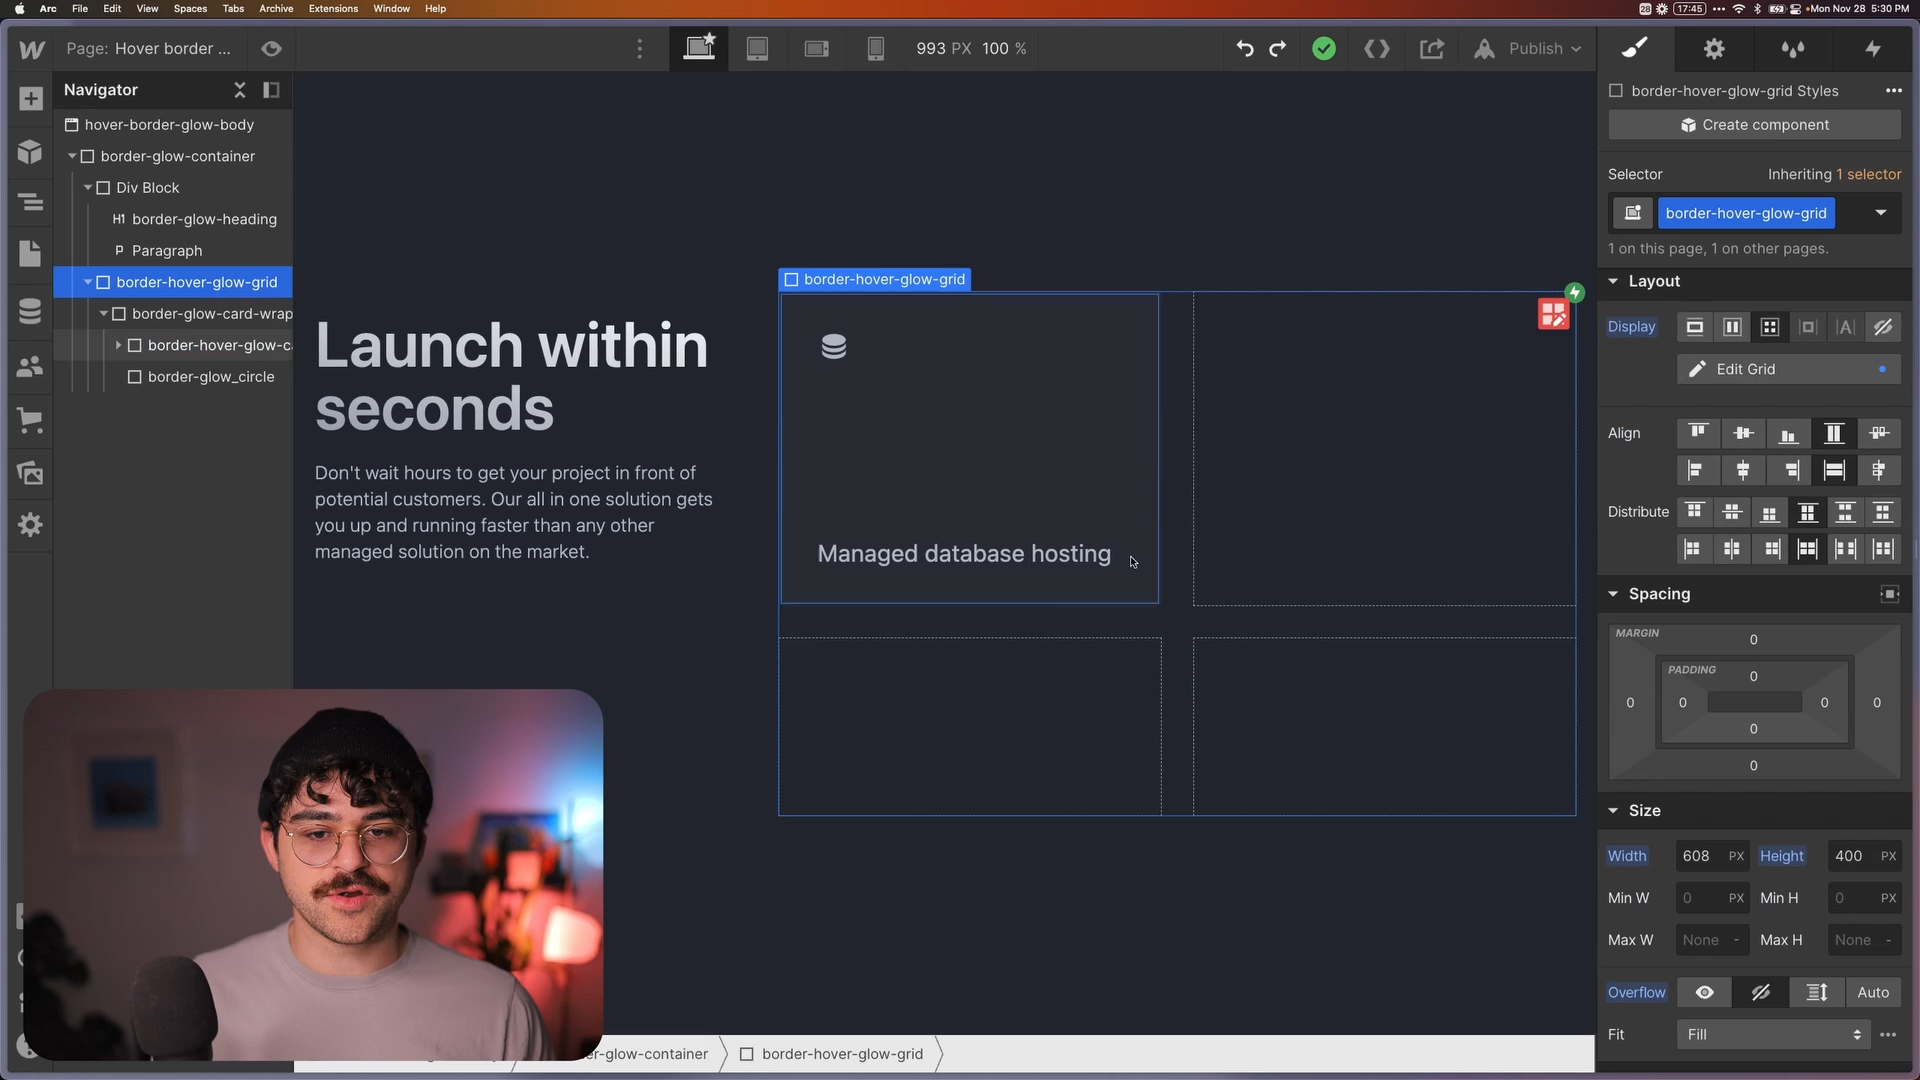 Arc File Edit View Spaces Tabs Archive Extensions Window Help
28 17:45 Mon Nov 28 5:30 PM
Page: Hover border ...
993 PX 100 %
Publish
Navigator
hover-border-glow-body
border-glow-container
Div Block
H1 border-glow-heading
P Paragraph
border-hover-glow-grid
border-glow-card-wrap
border-hover-glow-c
border-glow_circle
Launch within
seconds
Don't wait hours to get your project in front of
potential customers. Our all in one solution gets
you up and running faster than any other
managed solution on the market.
border-hover-glow-grid
Managed database hosting
-glow-container
border-hover-glow-grid
border-hover-glow-grid Styles
Create component
Selector Inheriting 1 selector
border-hover-glow-grid
1 on this page, 1 on other pages.
Layout
Display
Edit Grid
Align
Distribute
Spacing
MARGIN
0
PADDING
0
0 0 0 0
0
0
Size
Width 608 PX Height 400 PX
Min W 0 PX Min H 0 PX
Max W None - Max H None -
Overflow Auto
Fit Fill